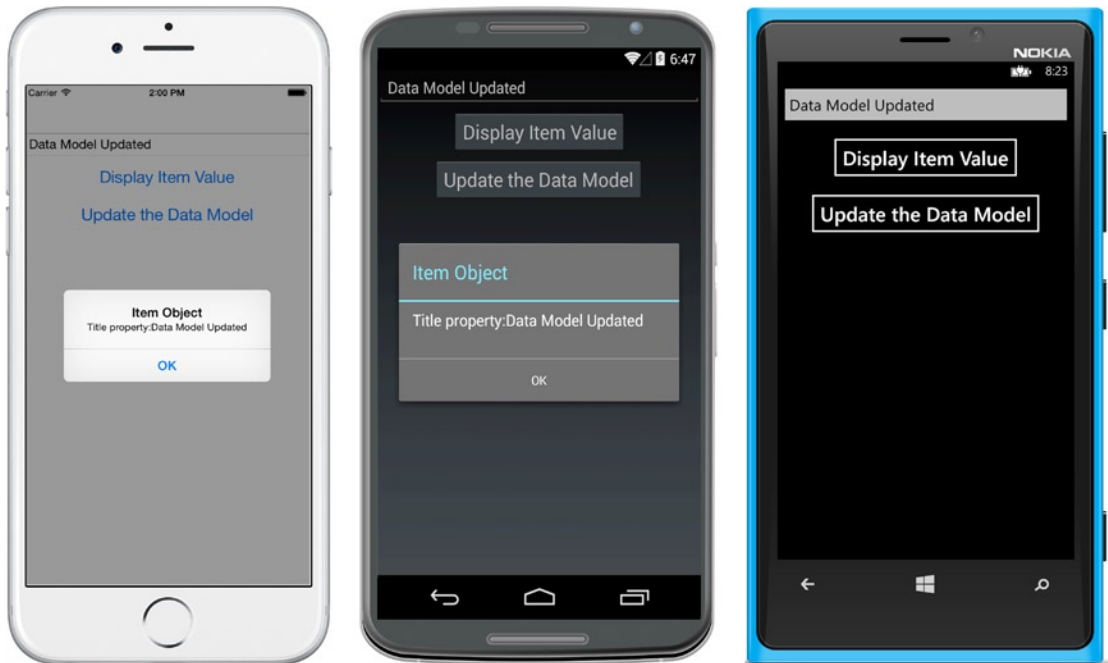 Carrier 2:00 PM
Data Model Updated
Display Item Value
Update the Data Model
Item Object
Title property:Data Model Updated
OK
6:47
Data Model Updated
Display Item Value
Update the Data Model
Item Object
Title property:Data Model Updated
OK
NOKIA
8:23
Data Model Updated
Display Item Value
Update the Data Model